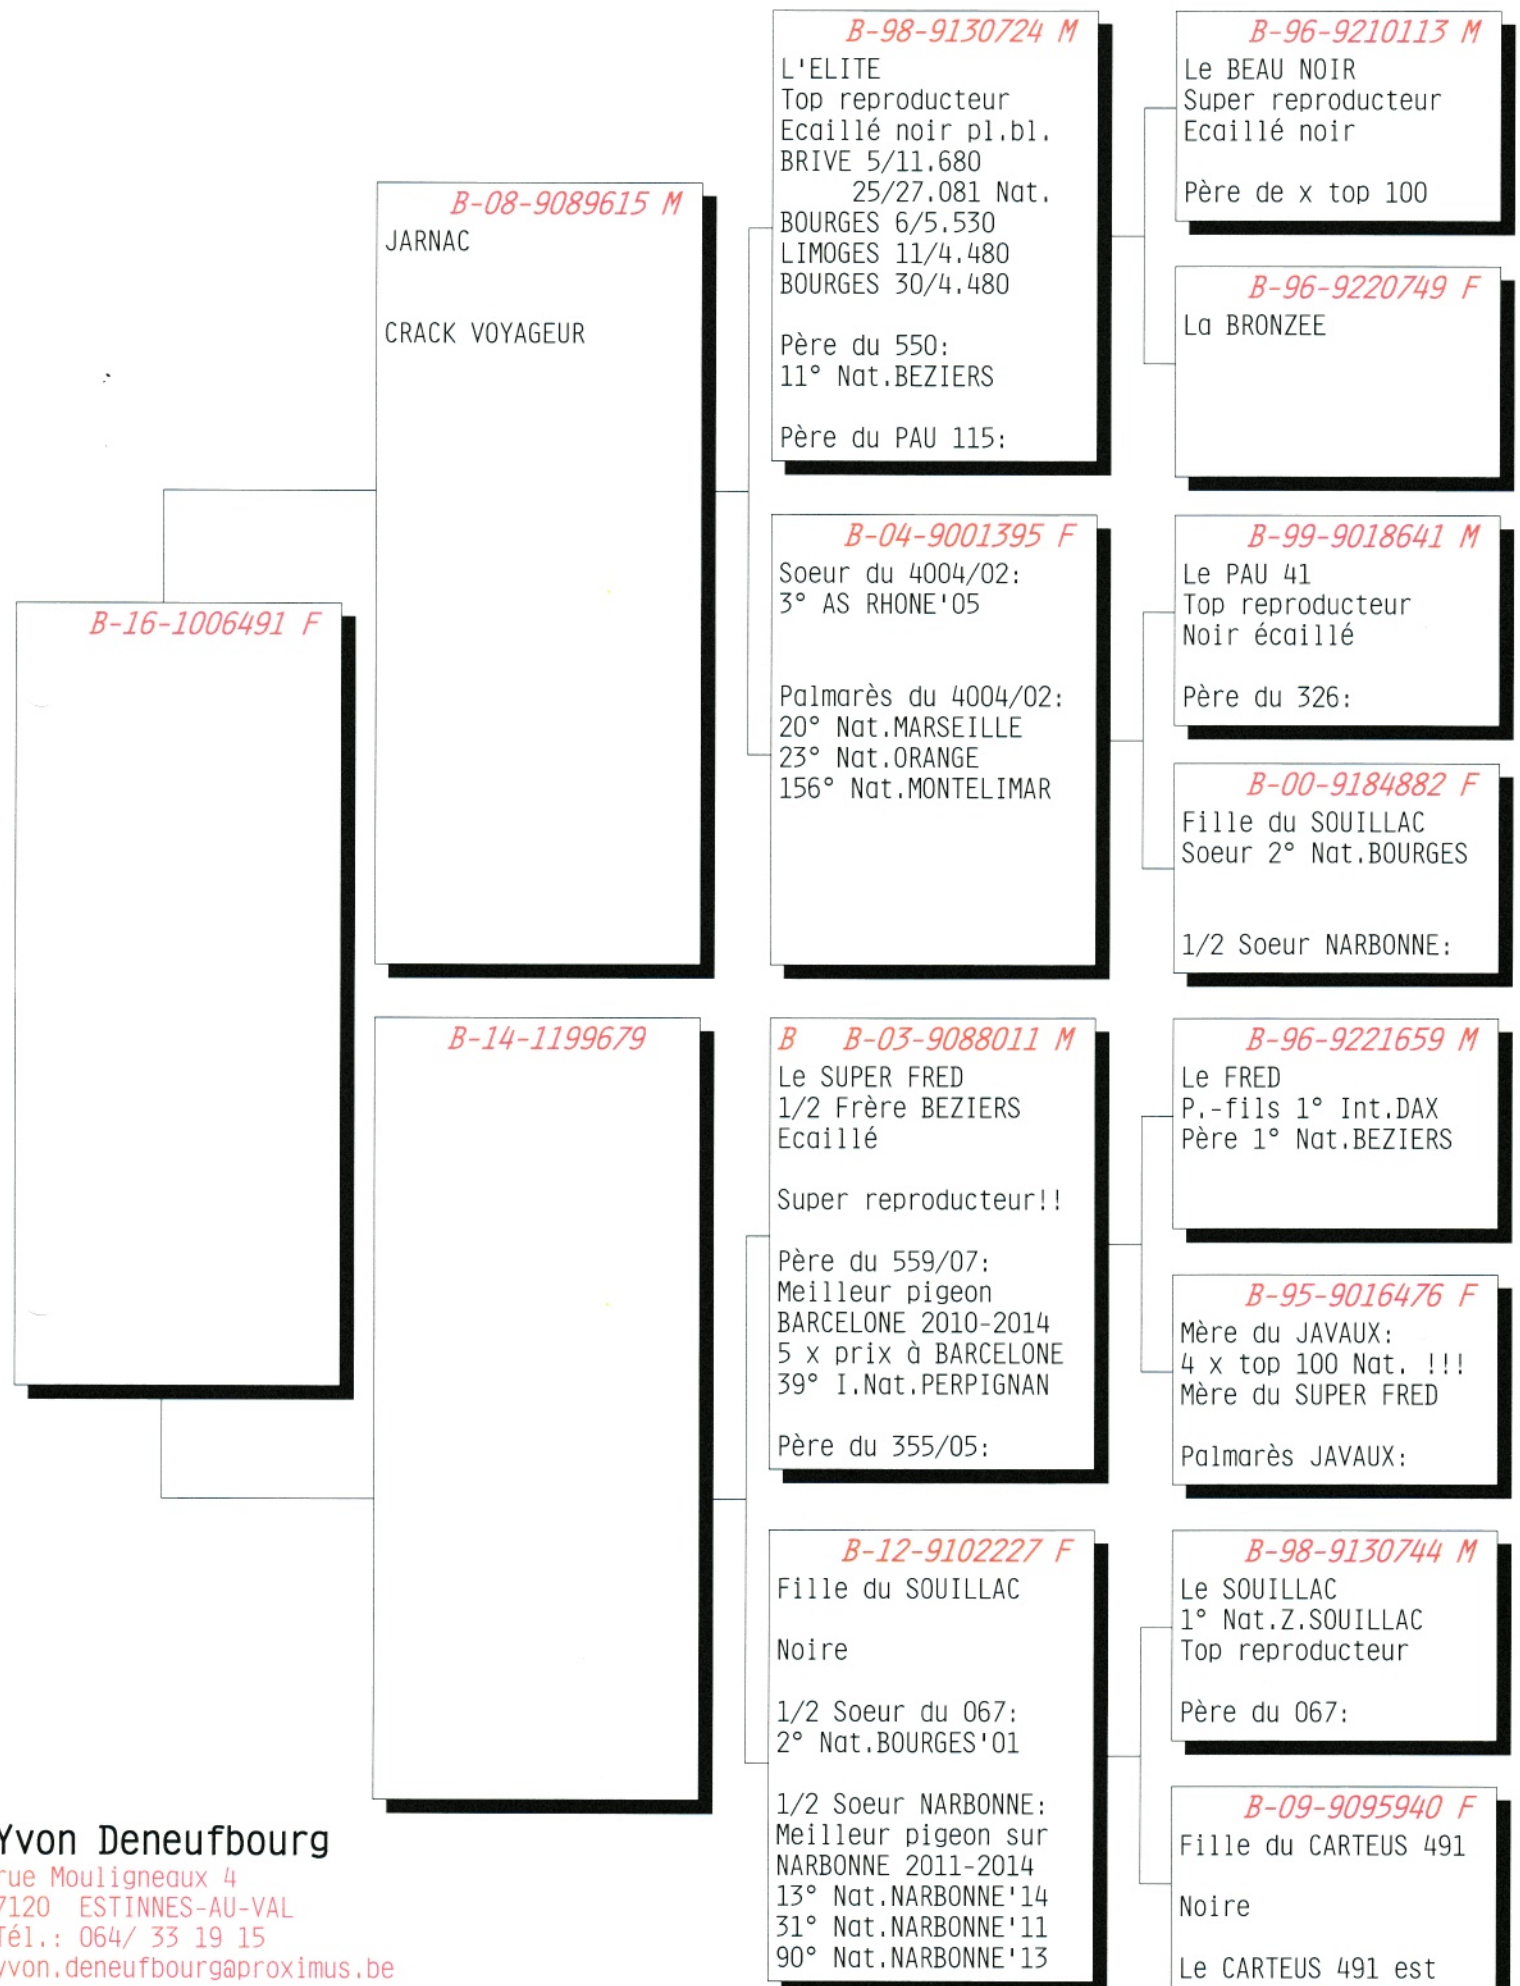 B-16-1006491 F
B-08-9089615 M
JARNAC
CRACK VOYAGEUR
B-14-1199679
B-98-9130724 M
L'ELITE
Top reproducteur
Ecaillé noir pl.bl.
BRIVE 5/11.680
25/27.081 Nat.
BOURGES 6/5.530
LIMOGES 11/4.480
BOURGES 30/4.480
Père du 550:
11° Nat.BEZIERS
Père du PAU 115:
B-04-9001395 F
Soeur du 4004/02:
3° AS RHONE'05
Palmarès du 4004/02:
20° Nat.MARSEILLE
23° Nat.ORANGE
156° Nat.MONTELIMAR
B B-03-9088011 M
Le SUPER FRED
1/2 Frère BEZIERS
Ecaillé
Super reproducteur!!
Père du 559/07:
Meilleur pigeon
BARCELONE 2010-2014
5 x prix à BARCELONE
39° I.Nat.PERPIGNAN
Père du 355/05:
B-12-9102227 F
Fille du SOUILLAC
Noire
1/2 Soeur du 067:
2° Nat.BOURGES'01
1/2 Soeur NARBONNE:
Meilleur pigeon sur
NARBONNE 2011-2014
13° Nat.NARBONNE'14
31° Nat.NARBONNE'11
90° Nat.NARBONNE'13
B-96-9210113 M
Le BEAU NOIR
Super reproducteur
Ecaillé noir
Père de x top 100
B-96-9220749 F
La BRONZEE
B-99-9018641 M
Le PAU 41
Top reproducteur
Noir écaillé
Père du 326:
B-00-9184882 F
Fille du SOUILLAC
Soeur 2° Nat.BOURGES
1/2 Soeur NARBONNE:
B-96-9221659 M
Le FRED
P.-fils 1° Int.DAX
Père 1° Nat.BEZIERS
B-95-9016476 F
Mère du JAVAUX:
4 x top 100 Nat. !!!
Mère du SUPER FRED
Palmarès JAVAUX:
B-98-9130744 M
Le SOUILLAC
1° Nat.Z.SOUILLAC
Top reproducteur
Père du 067:
B-09-9095940 F
Fille du CARTEUS 491
Noire
Le CARTEUS 491 est
Yvon Deneufbourg
rue Mouligneaux 4
7120 ESTINNES-AU-VAL
Tél.: 064/ 33 19 15
yvon.deneufbourg@proximus.be